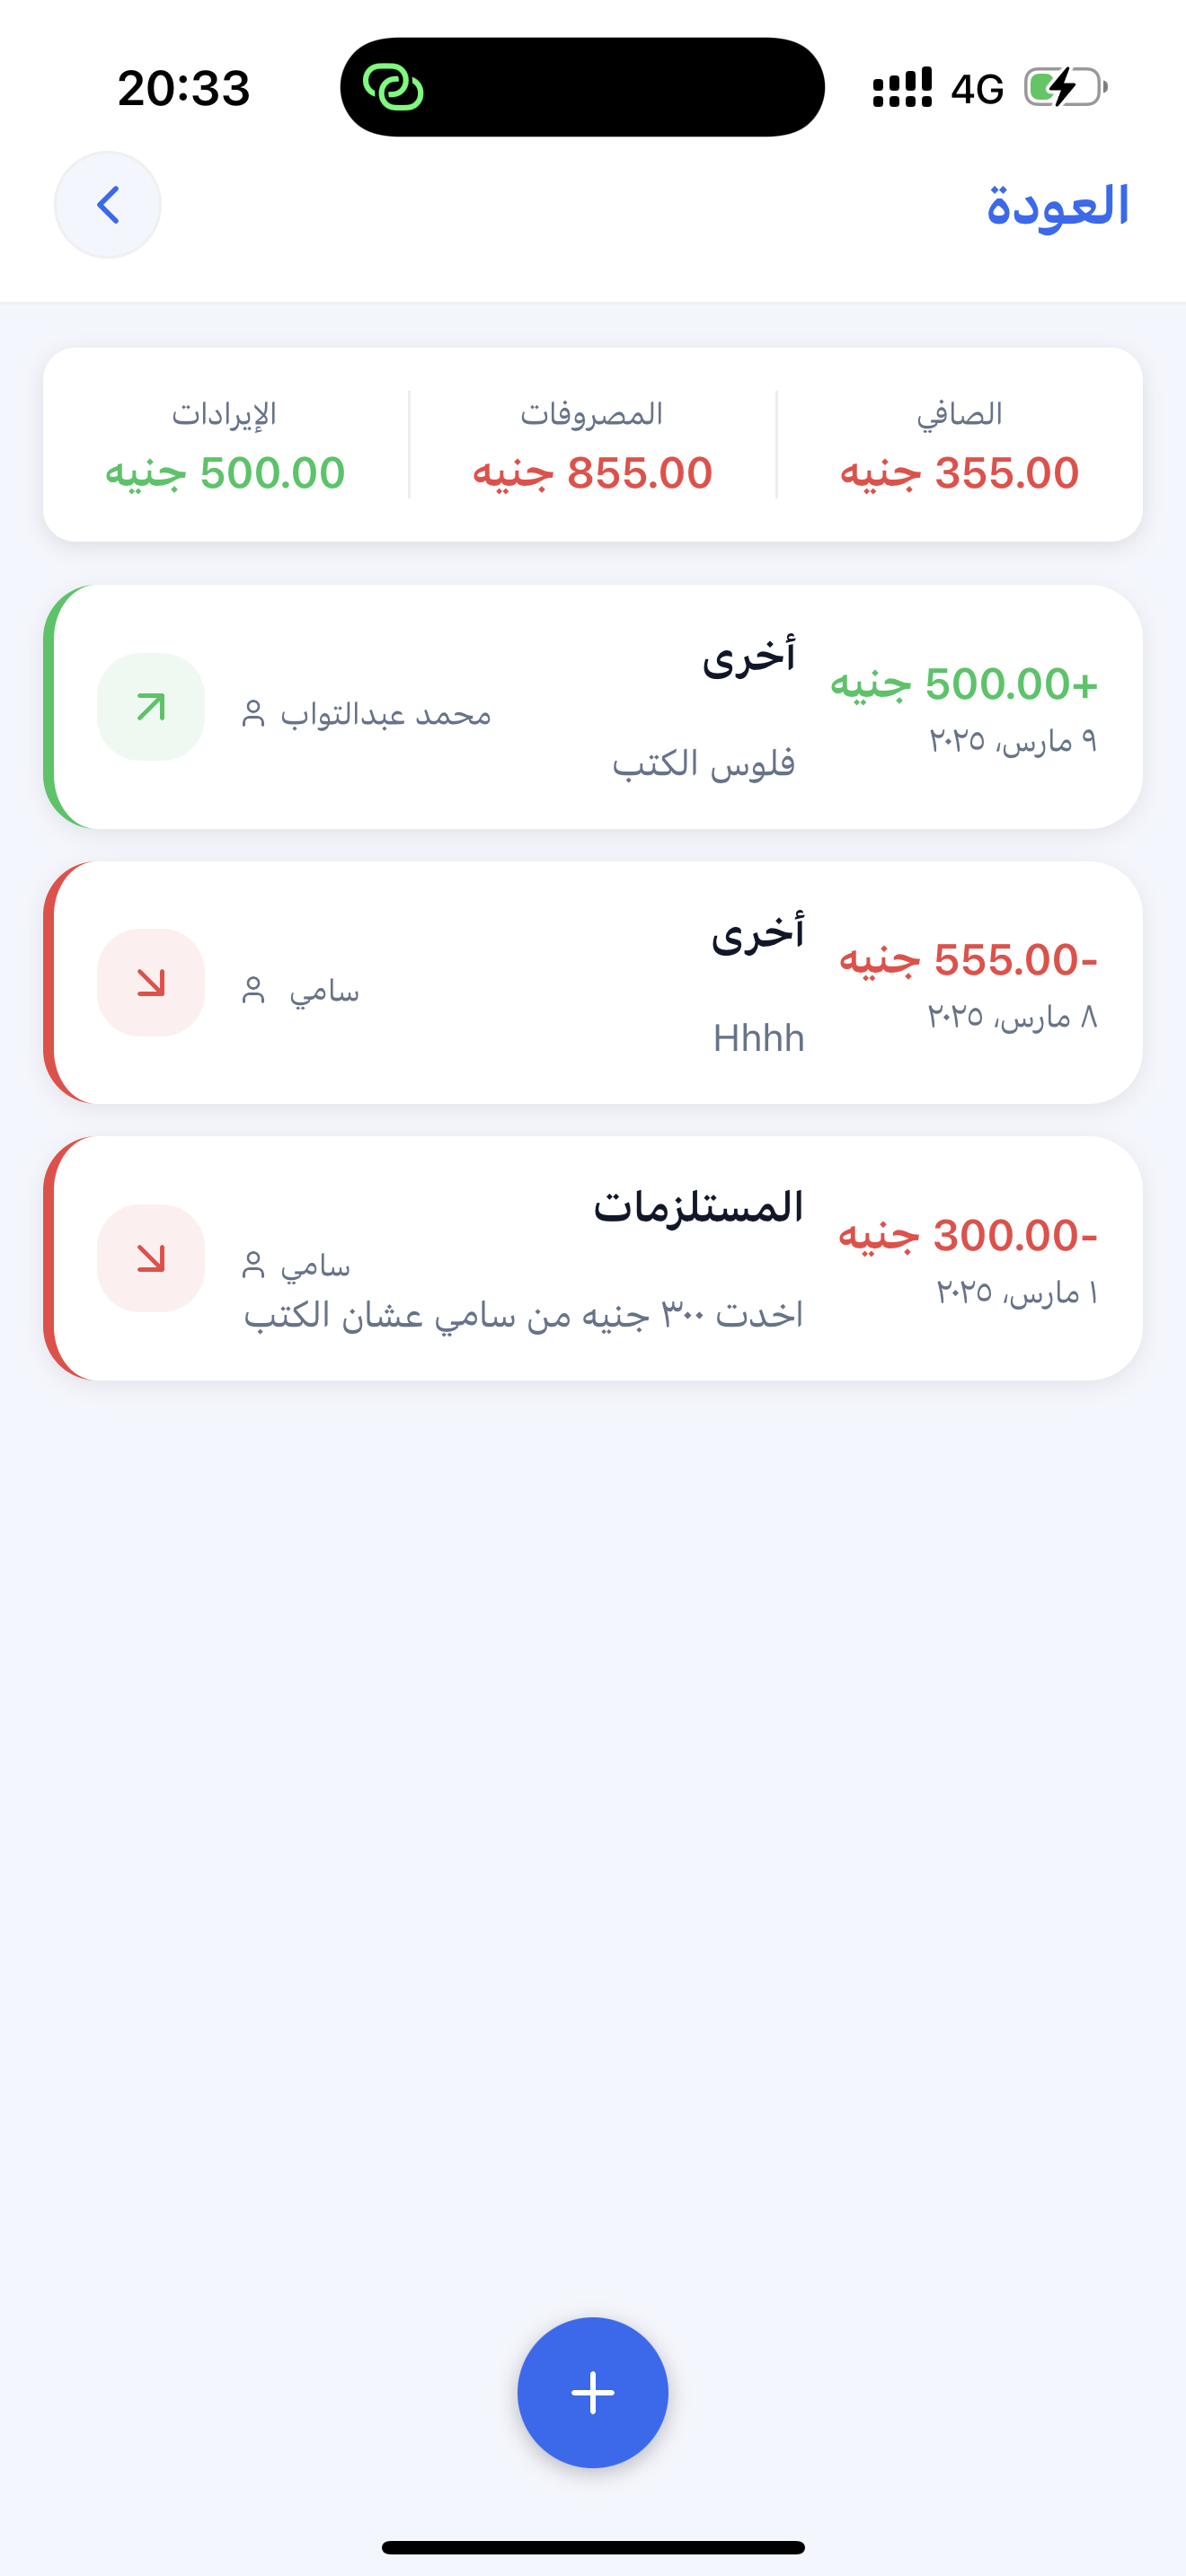 20:33
4G
العودة
الصافي
355.00 جنيه
المصروفات
855.00 جنيه
الإيرادات
500.00 جنيه
+500.00 جنيه
٩ مارس، ٢٠٢٥
أخرى
محمد عبدالتواب
فلوس الكتب
-555.00 جنيه
٨ مارس، ٢٠٢٥
أخرى
سامي
Hhhh
-300.00 جنيه
١ مارس، ٢٠٢٥
المستلزمات
سامي
اخدت ٣٠٠ جنيه من سامي عشان الكتب